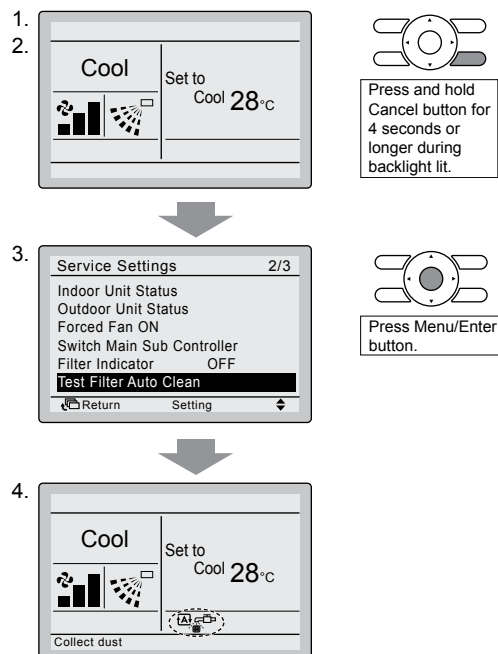 1.
2.
Cool
Set to
Cool 28°C
Press and hold
Cancel button for
4 seconds or
longer during
backlight lit.
3.
Service Settings 2/3
Indoor Unit Status
Outdoor Unit Status
Forced Fan ON
Switch Main Sub Controller
Filter Indicator OFF
Test Filter Auto Clean
Return Setting
Press Menu/Enter
button.
4.
Cool
Set to
Cool 28°C
A
Collect dust